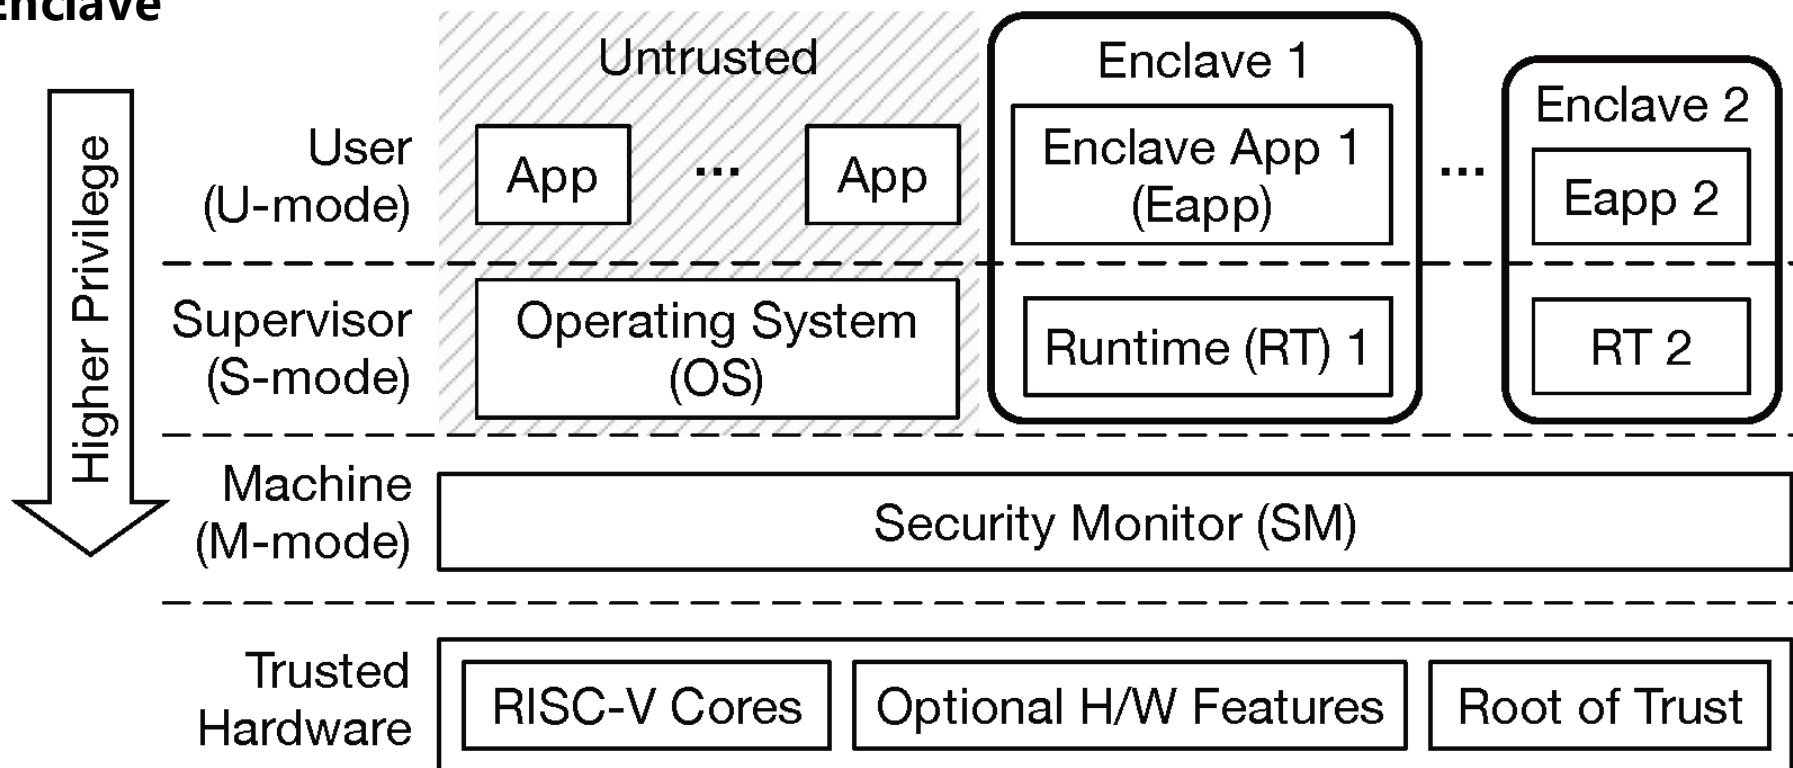 Enclave
Higher Privilege
User
(U-mode)
Untrusted
App
...
App
Enclave 1
Enclave App 1
(Eapp)
...
Enclave 2
Eapp 2
Supervisor
(S-mode)
Operating System
(OS)
Runtime (RT) 1
RT 2
Machine
(M-mode)
Security Monitor (SM)
Trusted
Hardware
RISC-V Cores
Optional H/W Features
Root of Trust